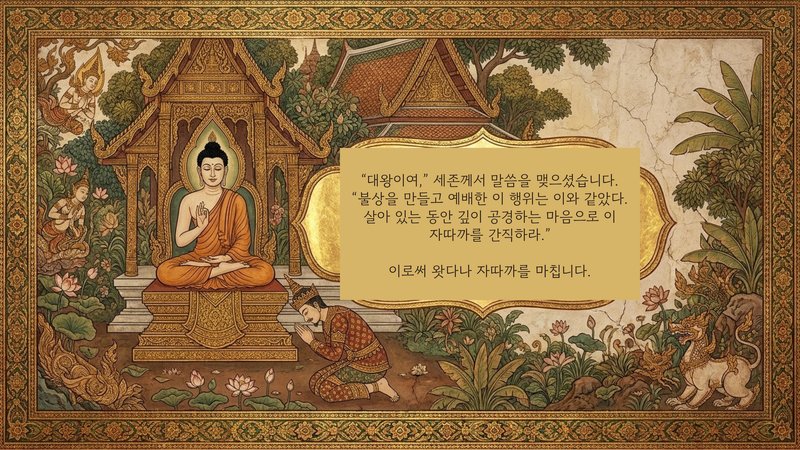 “대왕이여,” 세존께서 말씀을 맺으셨습니다.
“불상을 만들고 예배한 이 행위는 이와 같았다.
살아 있는 동안 깊이 공경하는 마음으로 이
자따까를 간직하라.”
이로써 왓다나 자따까를 마칩니다.